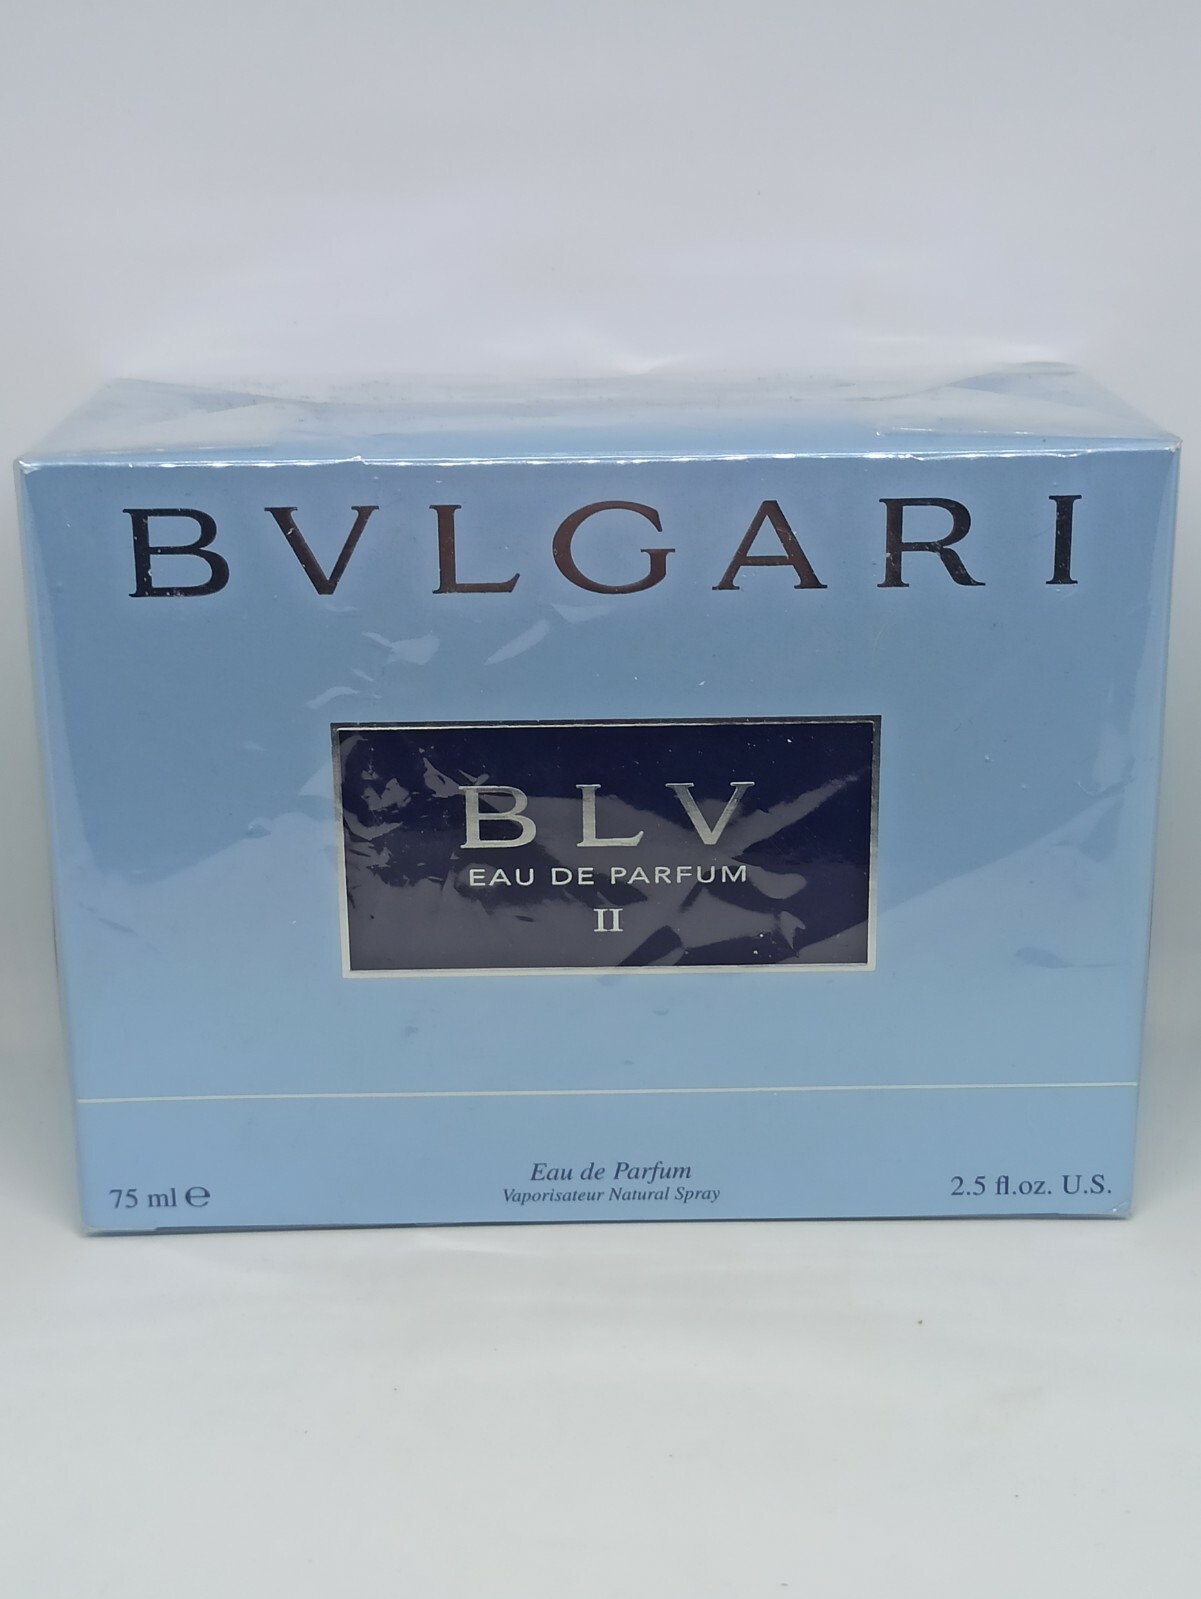 BVLGARI
BLV
EAU DE PARFUM
II
Eau de Parfum
75 ml ℮
Vaporisateur Natural Spray
2.5 fl.oz. U.S.